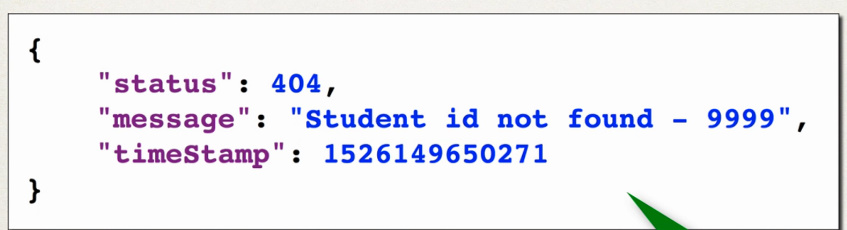 {
"status": 404,
"message": "Student id not found - 9999",
"timeStamp": 1526149650271
}